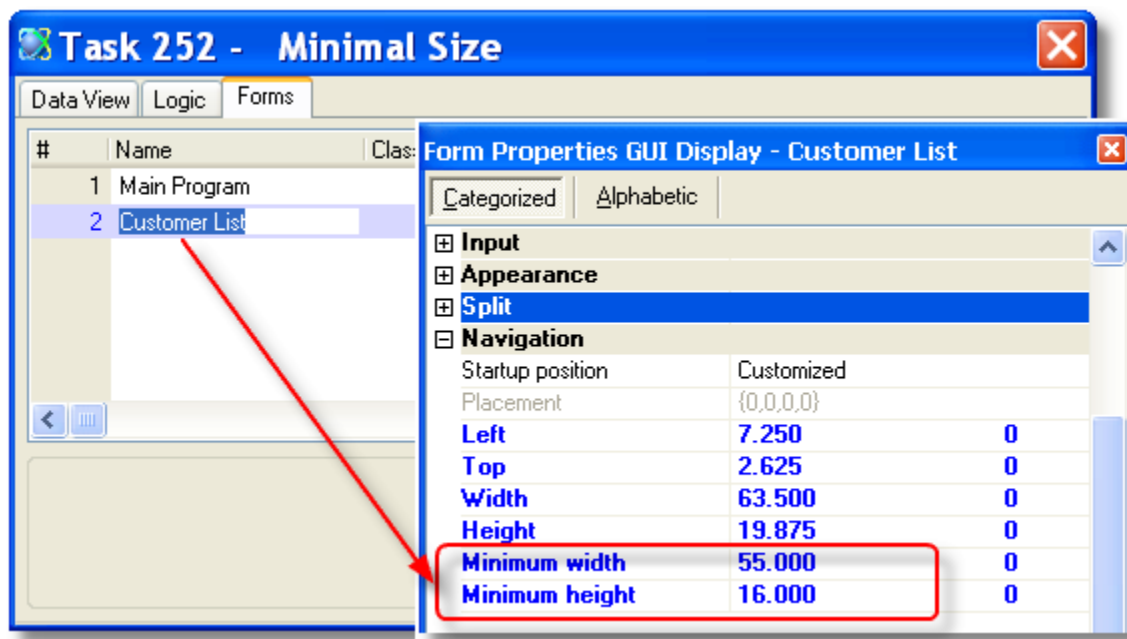 Task 252 - Minimal Size
Data View Logic Forms
# Name Clas
1 Main Program
2 Customer List
Form Properties GUI Display - Customer List
Categorized Alphabetic
Input
Appearance
Split
Navigation
Startup position Customized
Placement {0,0,0,0}
Left 7.250 0
Top 2.625 0
Width 63.500 0
Height 19.875 0
Minimum width 55.000 0
Minimum height 16.000 0